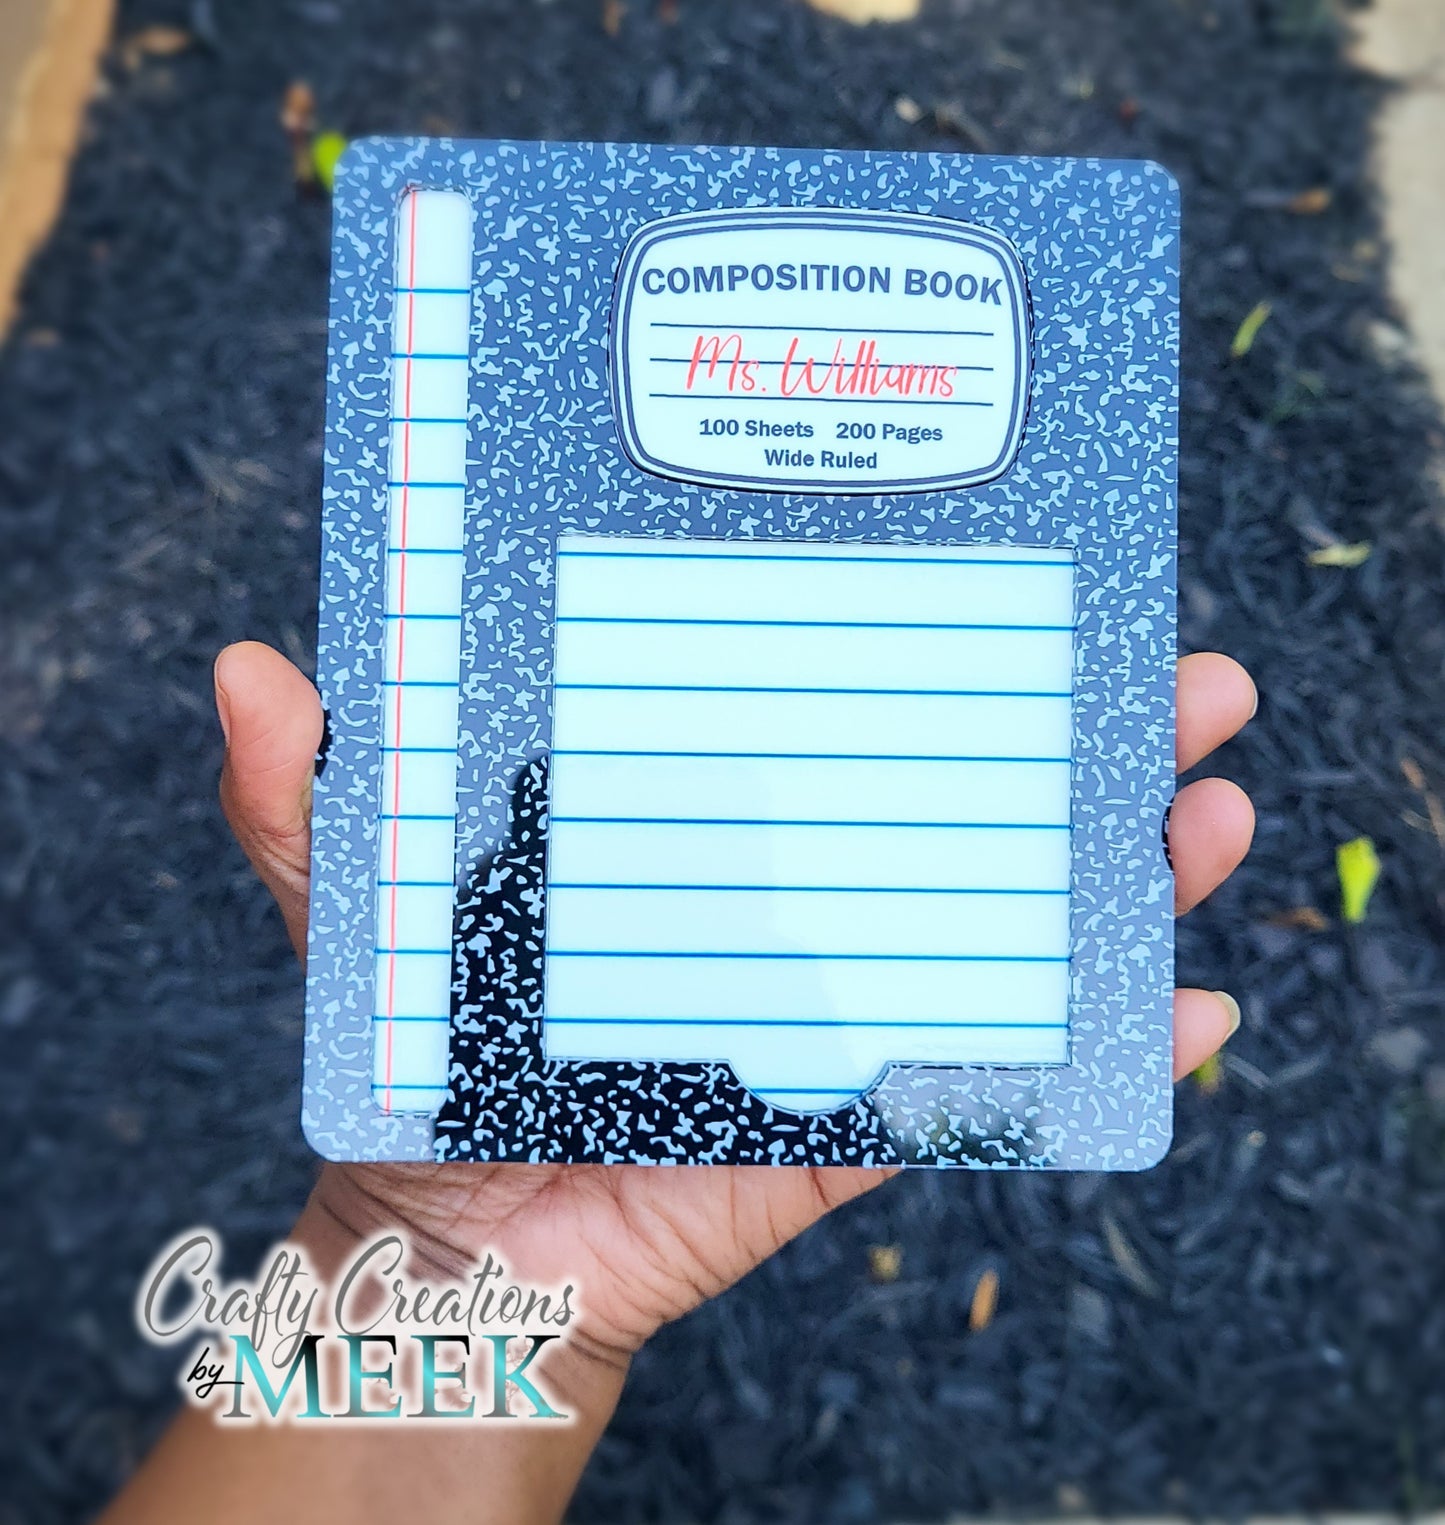 COMPOSITION BOOK
Ms. Williams
100 Sheets 200 Pages
Wide Ruled
Crafty Creations
by MEEK